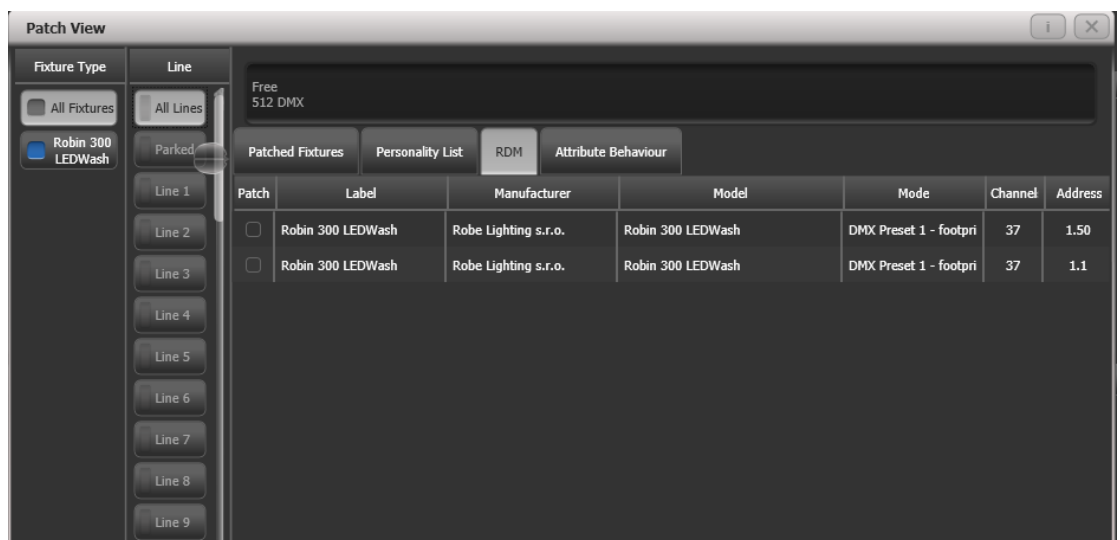 Patch View
i
Fixture Type
Line
All Fixtures
Robin 300
LEDWash
All Lines
Parked
Line 1
Line 2
Line 3
Line 4
Line 5
Line 6
Line 7
Line 8
Line 9
Free
512 DMX
Patched Fixtures Personality List RDM Attribute Behaviour
Patch Label Manufacturer Model Mode Channel Address
Robin 300 LEDWash Robe Lighting s.r.o. Robin 300 LEDWash DMX Preset 1 - footpri 37 1.50
Robin 300 LEDWash Robe Lighting s.r.o. Robin 300 LEDWash DMX Preset 1 - footpri 37 1.1